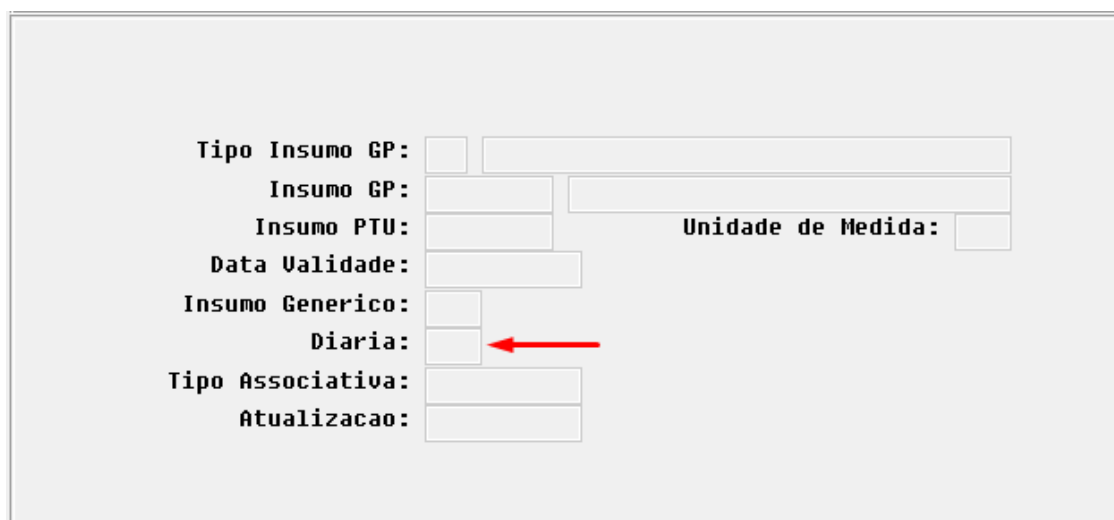 Tipo Insumo GP:
Insumo GP:
Insumo PTU: Unidade de Medida:
Data Validade:
Insumo Generico:
Diaria:
Tipo Associativa:
Atualizacao: